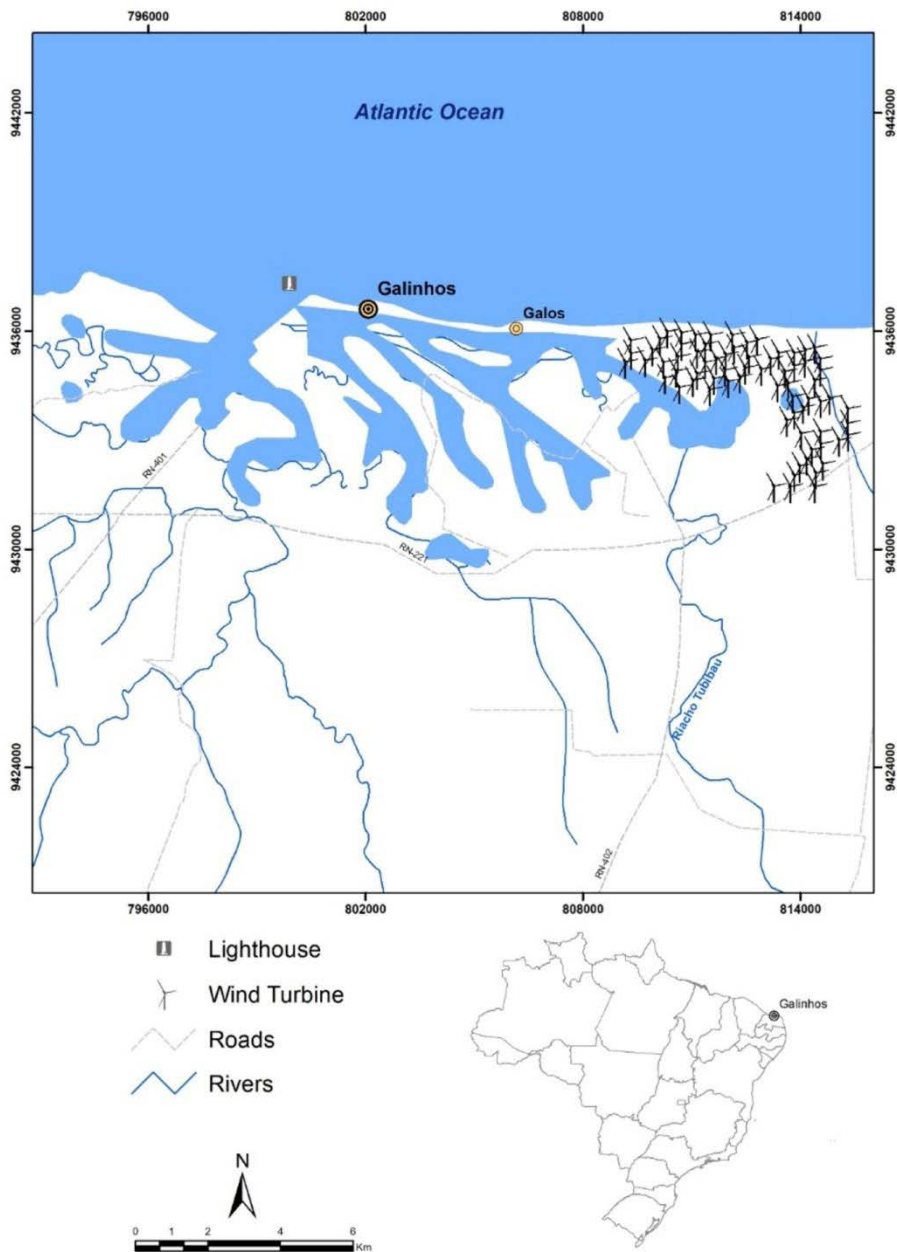 796000 802000 808000 814000
9442000 9442000
Atlantic Ocean
Galinhos
Galos
9436000 9436000
RN-401
9430000 9430000
RN-221
Riacho Tubibau
9424000 9424000
RN-402
796000 802000 808000 814000
Lighthouse
Wind Turbine
Galinhos
Roads
Rivers
N
0 1 2 4 6
Km